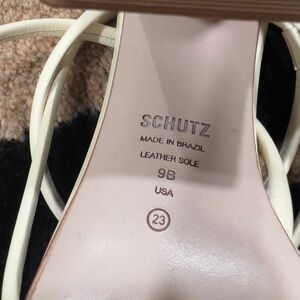 SCHUTZ
MADE IN BRAZIL
LEATHER SOLE
9B
USA
23